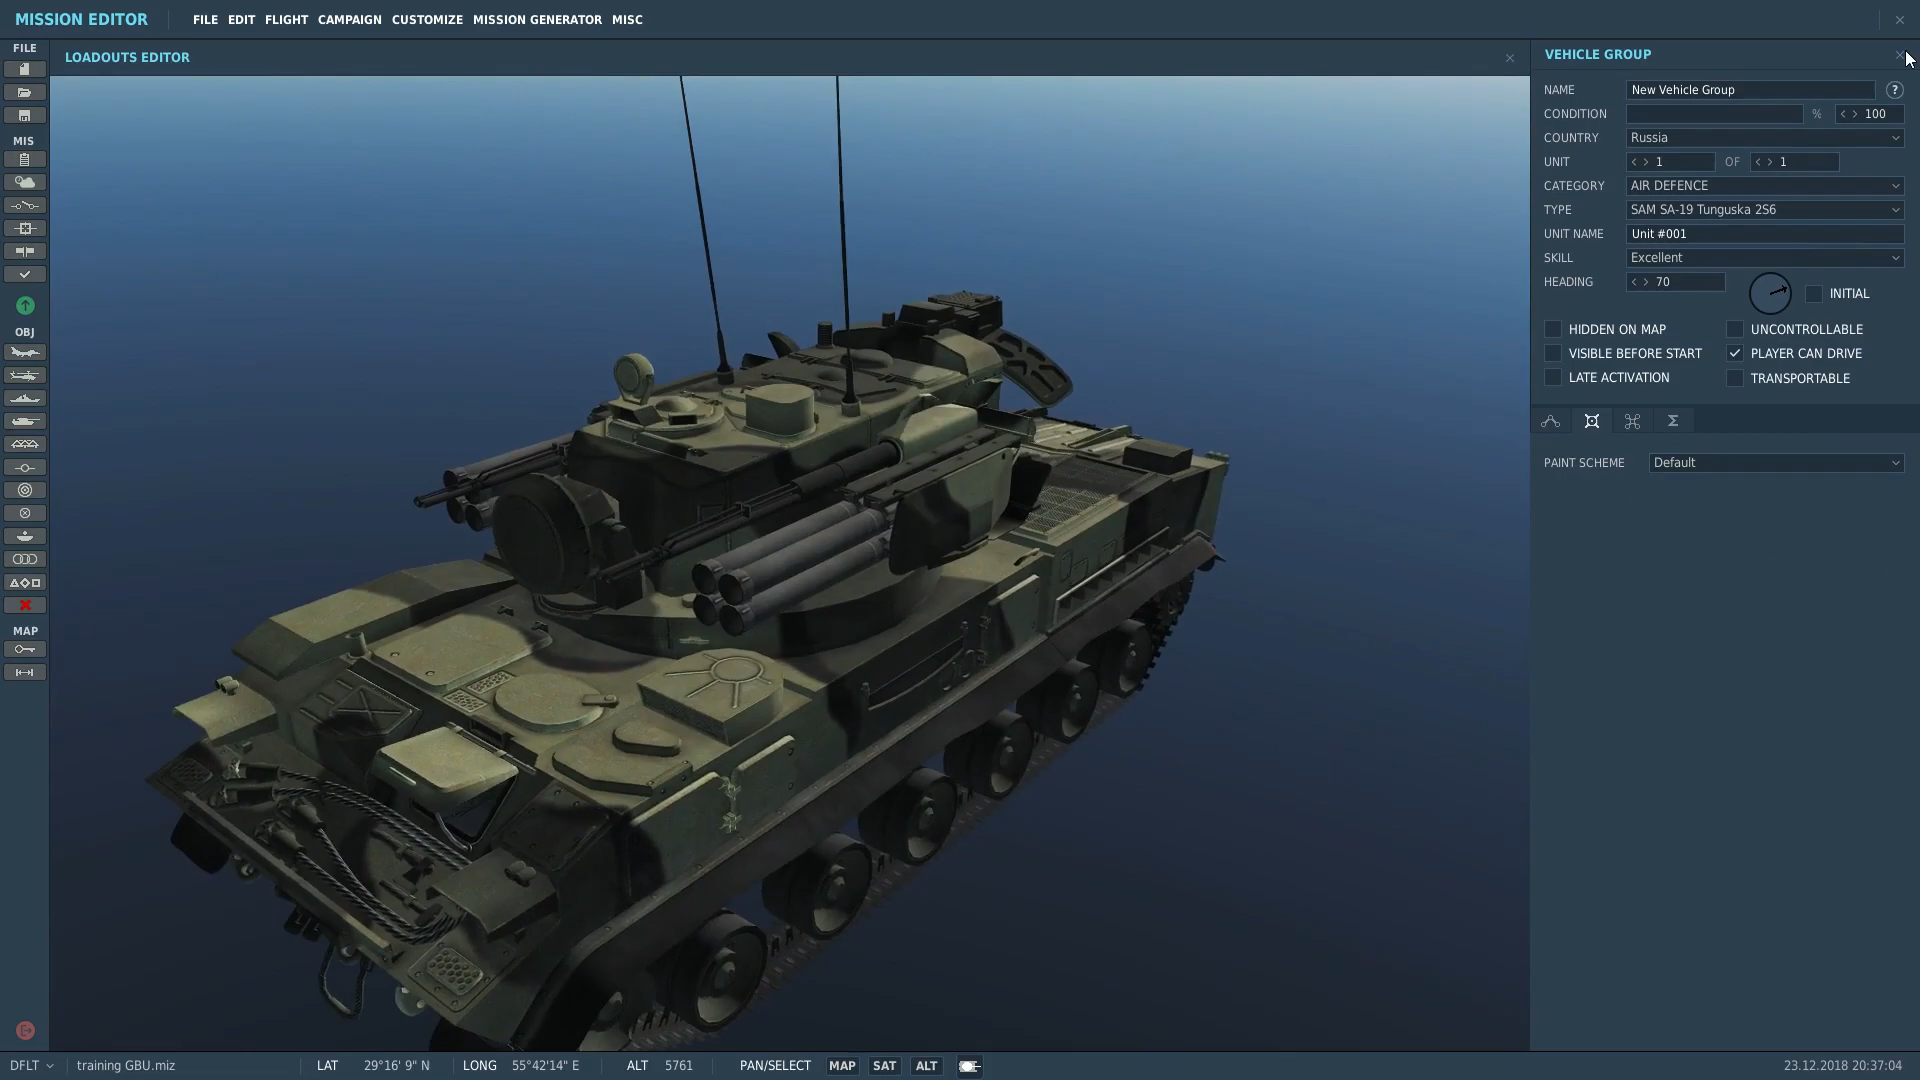 MISSION EDITOR
FILE EDIT FLIGHT CAMPAIGN CUSTOMIZE MISSION GENERATOR MISC
FILE
MIS
OBJ
MAP
LOADOUTS EDITOR
VEHICLE GROUP
NAME New Vehicle Group ?
CONDITION % < > 100
COUNTRY Russia
UNIT < > 1 OF < > 1
CATEGORY AIR DEFENCE
TYPE SAM SA-19 Tunguska 2S6
UNIT NAME Unit #001
SKILL Excellent
HEADING < > 70 INITIAL
HIDDEN ON MAP UNCONTROLLABLE
VISIBLE BEFORE START PLAYER CAN DRIVE
LATE ACTIVATION TRANSPORTABLE
Σ
PAINT SCHEME Default
DFLT training GBU.miz LAT 29°16' 9" N LONG 55°42'14" E ALT 5761 PAN/SELECT MAP SAT ALT 23.12.2018 20:37:04